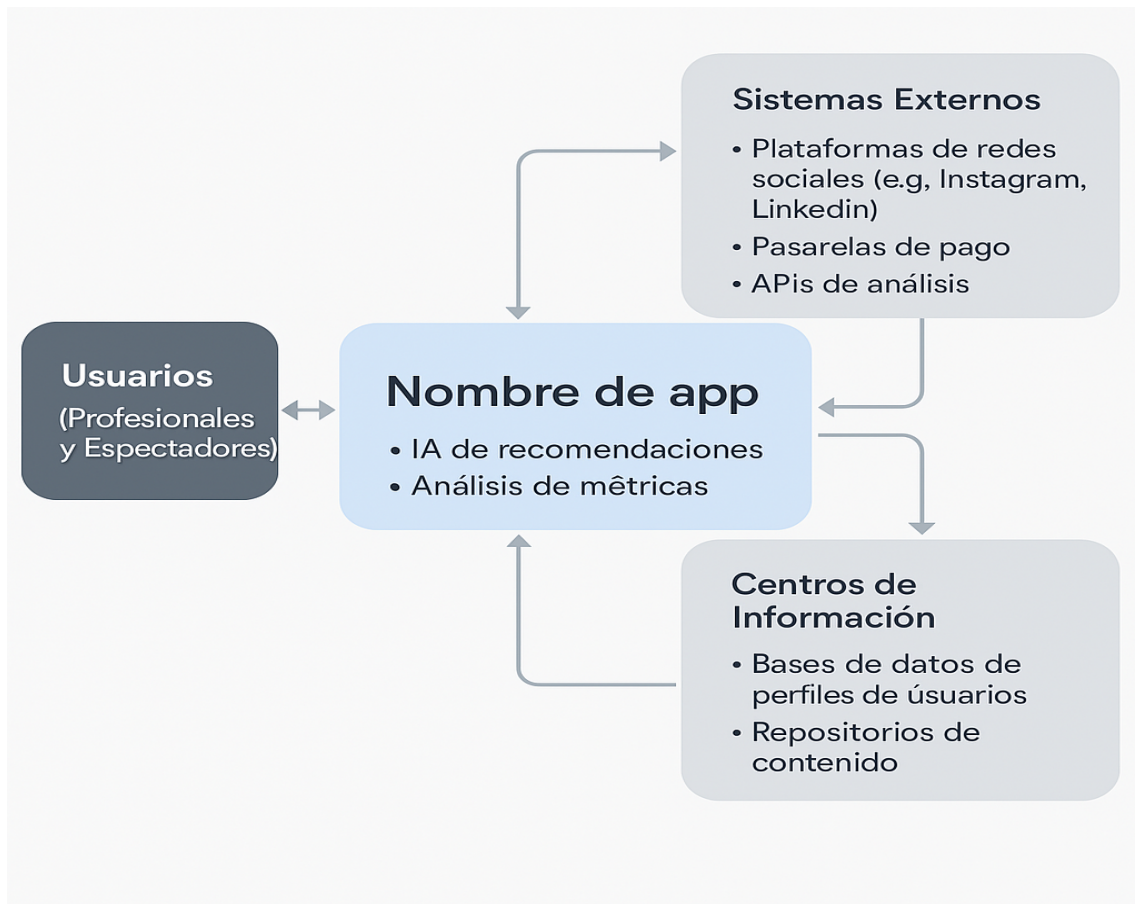 Sistemas Externos
• Plataformas de redes
sociales (e.g, Instagram,
Linkedin)
• Pasarelas de pago
• APis de análisis
Usuarios
(Profesionales
y Espectadores)
Nombre de app
• IA de recomendaciones
• Análisis de mêtricas
Centros de
Información
• Bases de datos de
perfiles de úsuarios
• Repositorios de
contenido